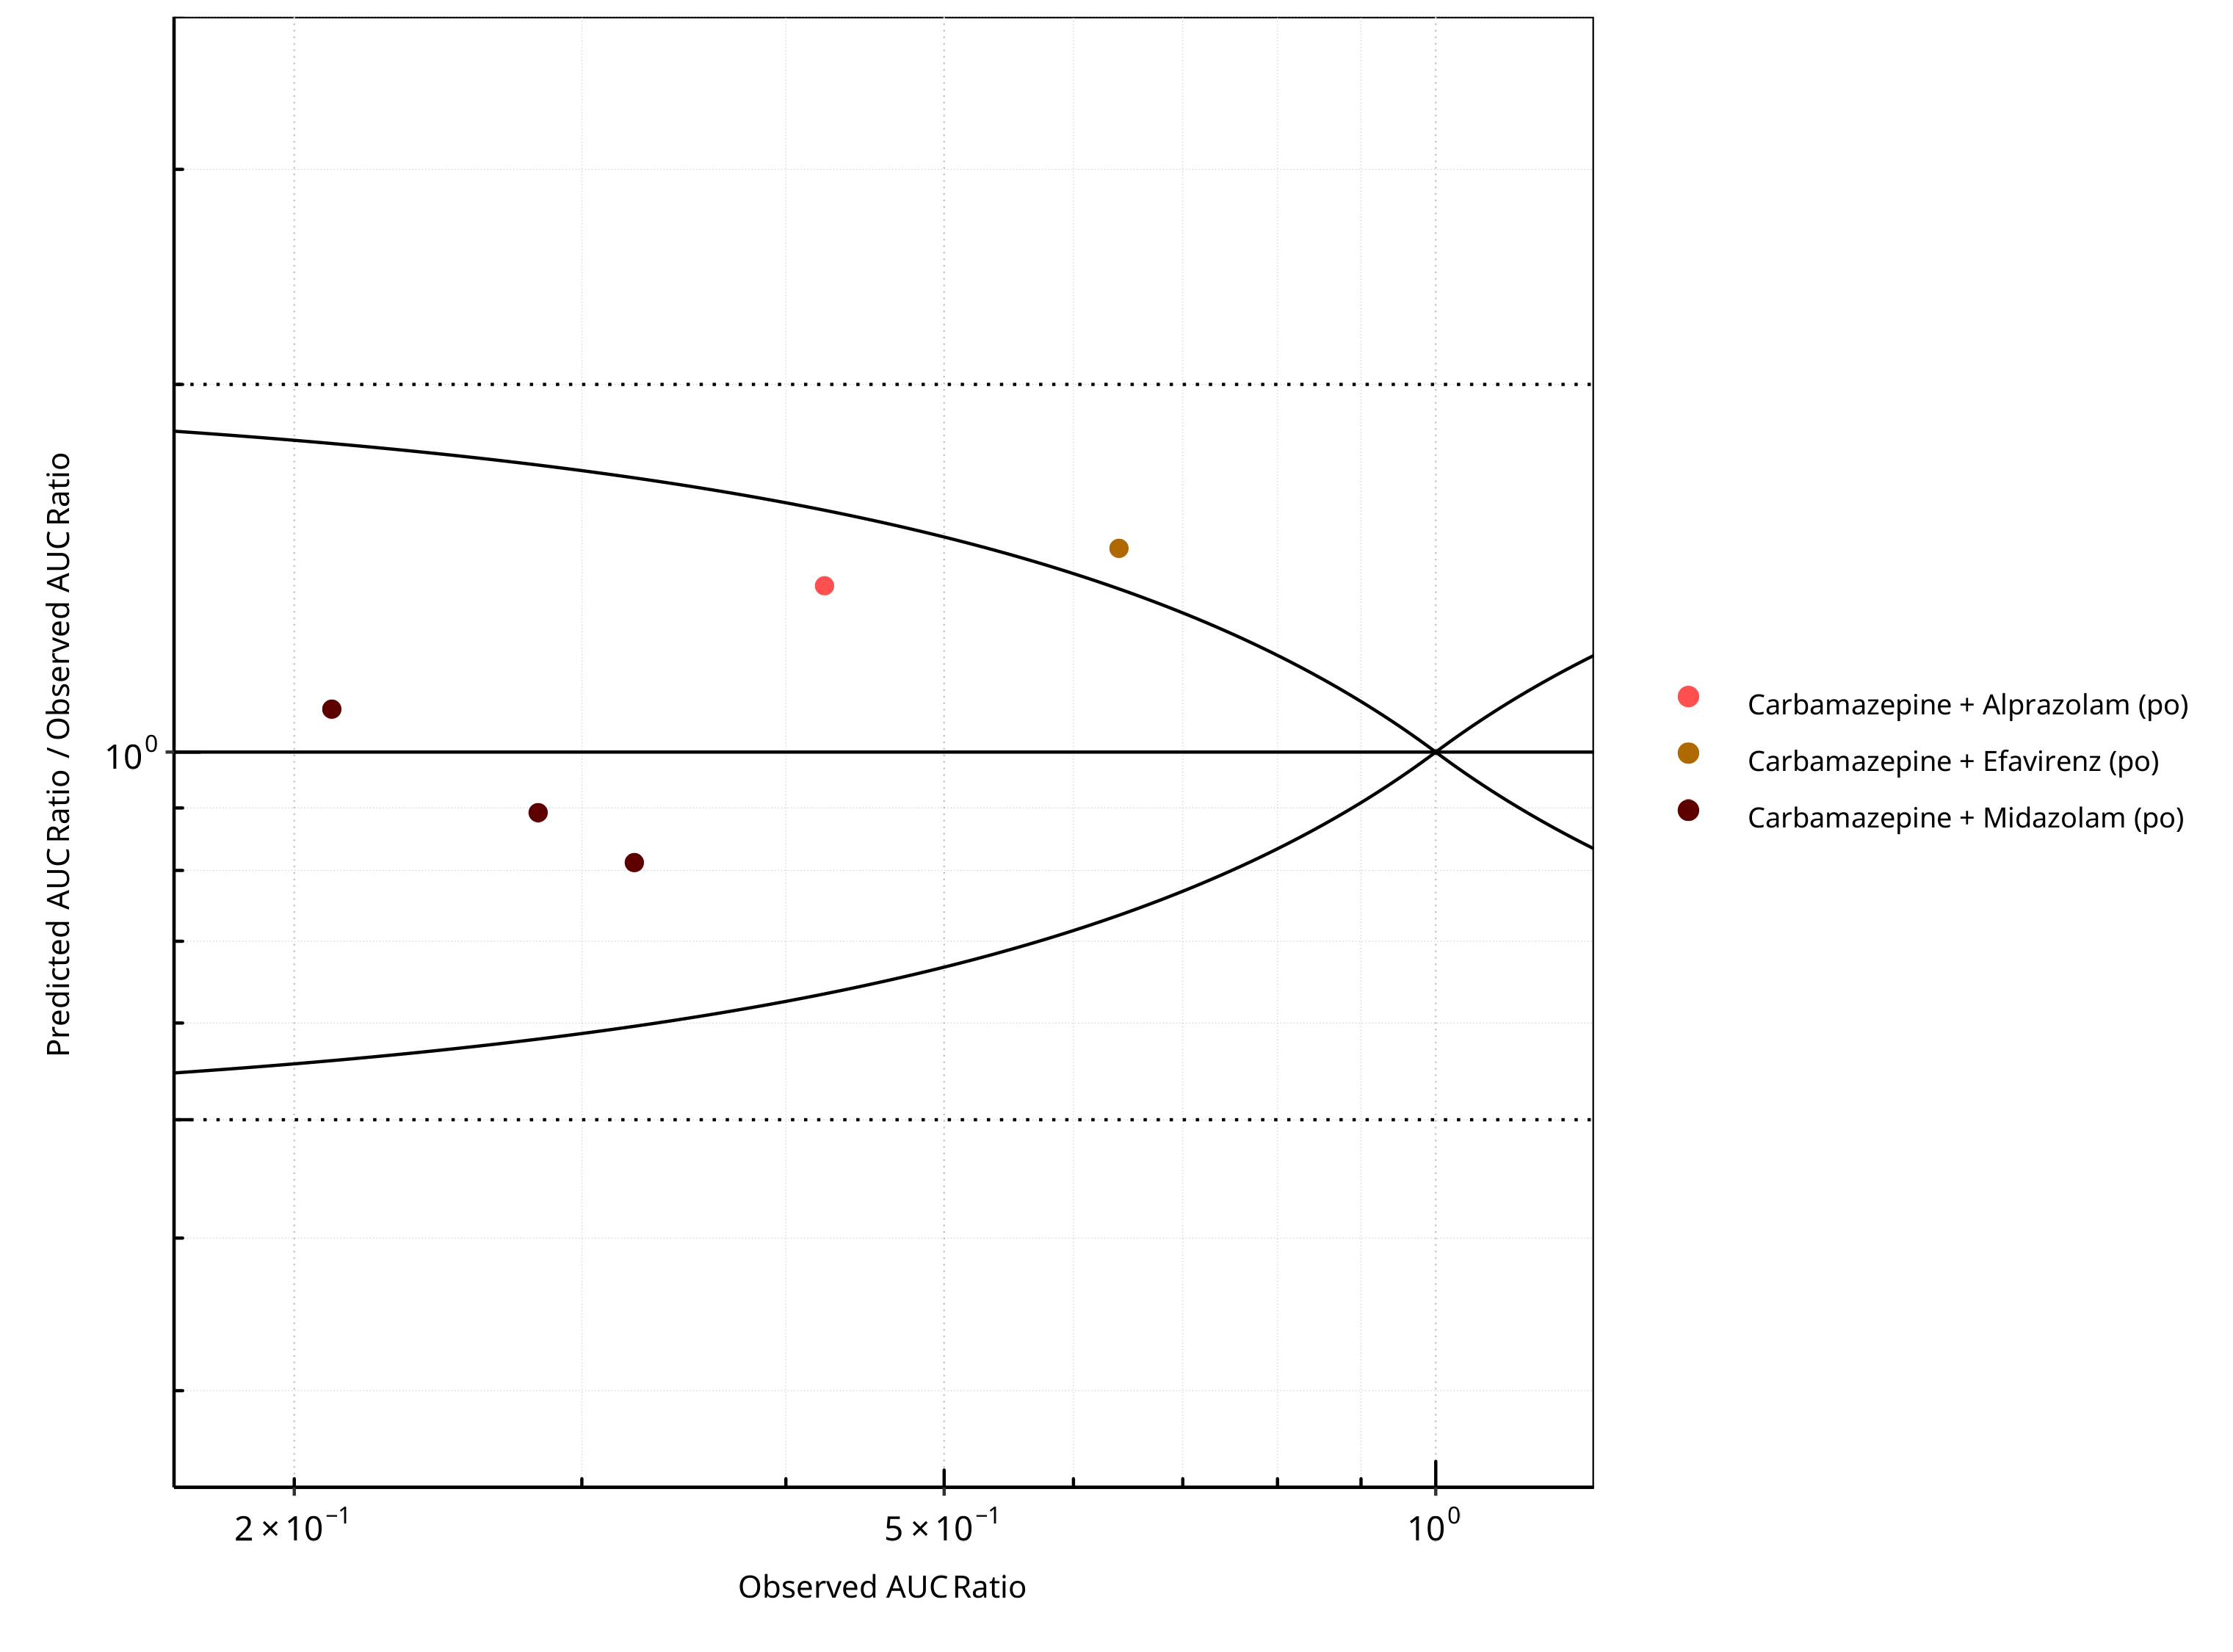 Predicted AUC Ratio / Observed AUC Ratio
10⁰
2 × 10⁻¹
5 × 10⁻¹
10⁰
Observed AUC Ratio
Carbamazepine + Alprazolam (po)
Carbamazepine + Efavirenz (po)
Carbamazepine + Midazolam (po)